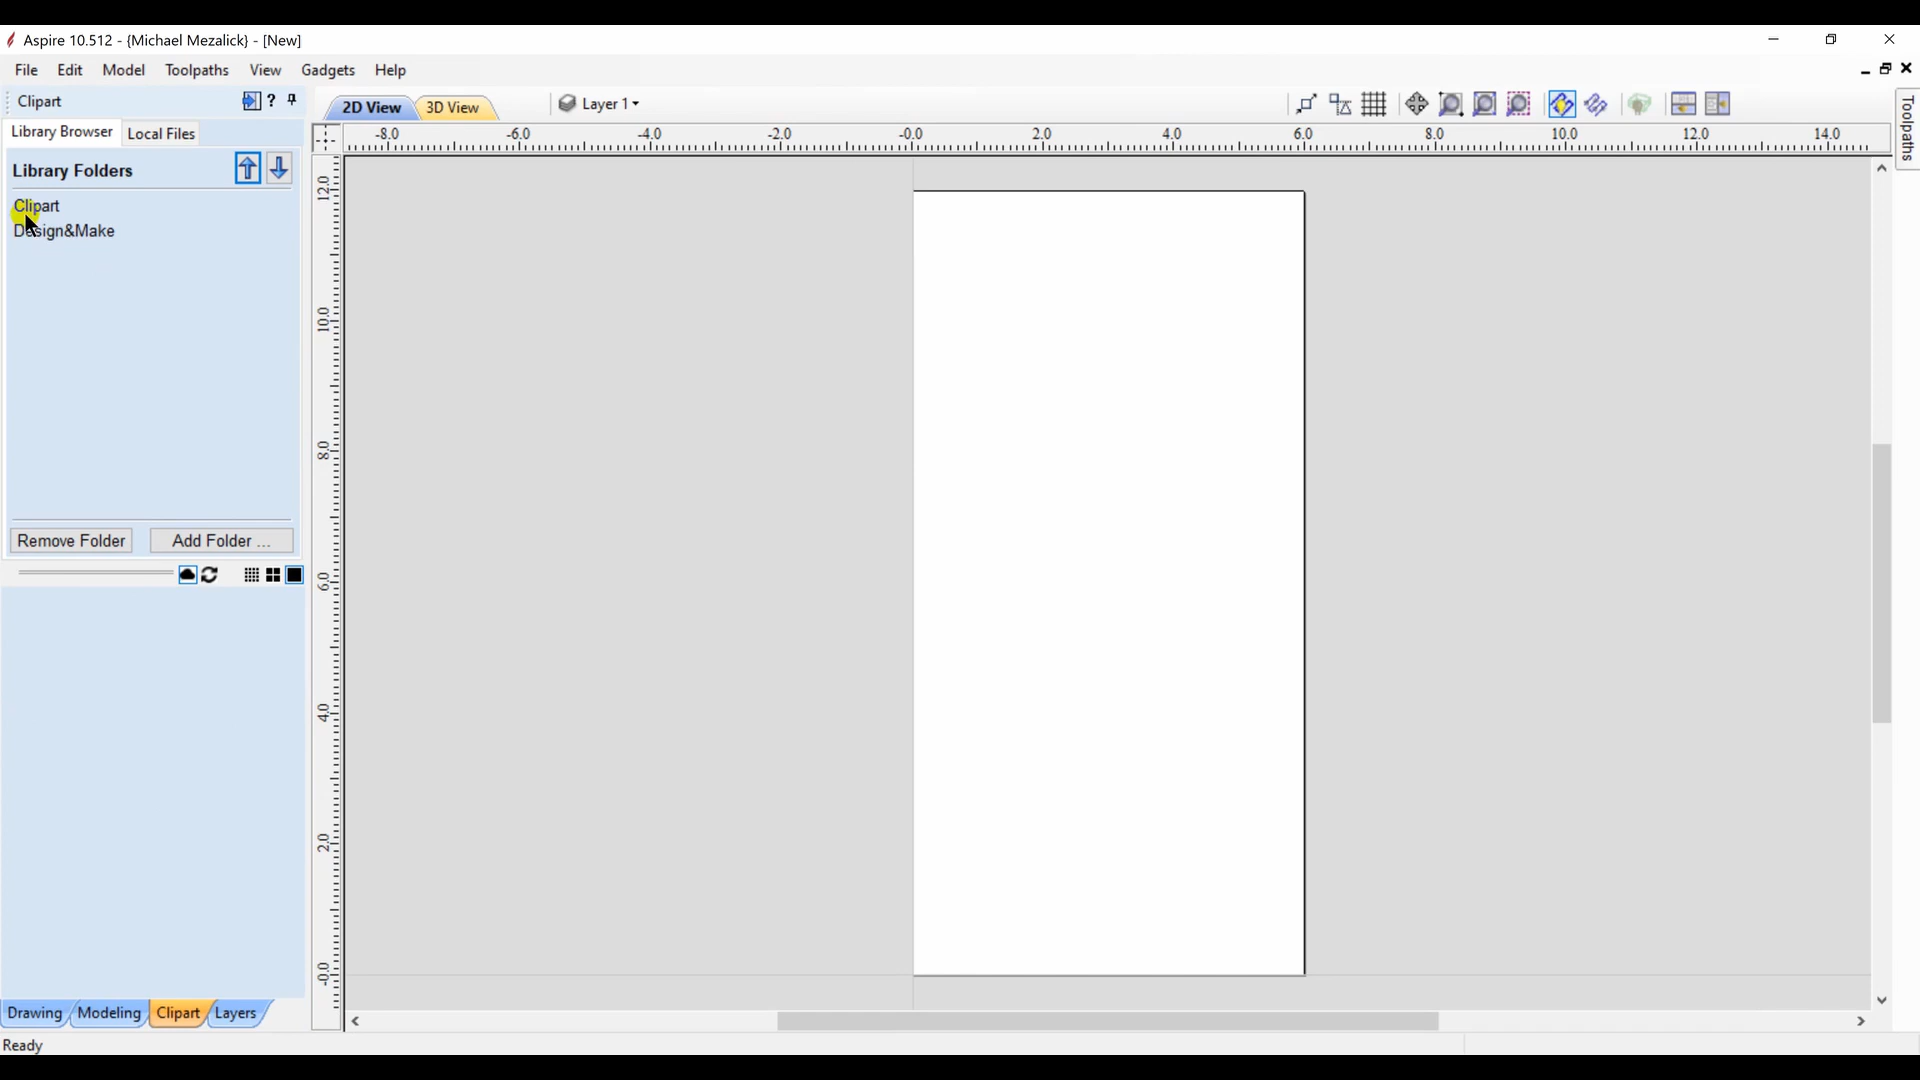 Aspire 10.512 - {Michael Mezalick} - [New]
File Edit Model Toolpaths View Gadgets Help
Clipart ?
2D View 3D View Layer 1
Library Browser Local Files
-8.0 -6.0 -4.0 -2.0 -0.0 2.0 4.0 6.0 8.0 10.0 12.0 14.0
Toolpaths
Library Folders
Clipart
Design&Make
Remove Folder Add Folder ...
12.0
10.0
8.0
6.0
4.0
2.0
-0.0
Drawing Modeling Clipart Layers
Ready